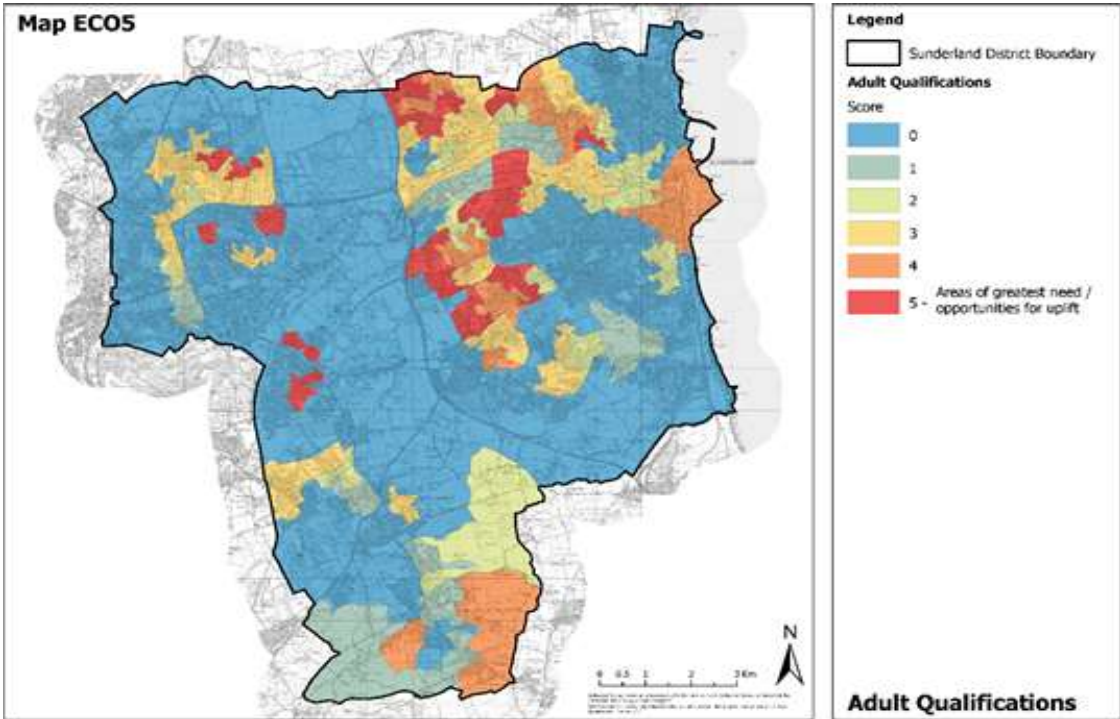 Map ECO5
N
0 0.5 1 2 3 Km
Legend
Sunderland District Boundary
Adult Qualifications
Score
0
1
2
3
4
5 - Areas of greatest need /
opportunities for uplift
Adult Qualifications